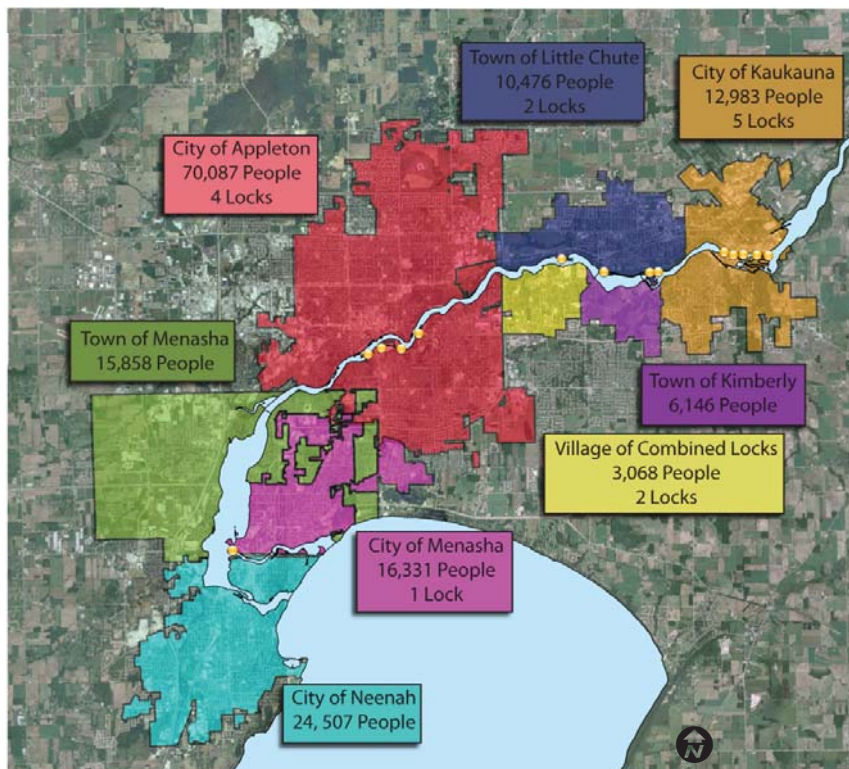 Town of Little Chute
10,476 People
2 Locks
City of Kaukauna
12,983 People
5 Locks
City of Appleton
70,087 People
4 Locks
Town of Menasha
15,858 People
Town of Kimberly
6,146 People
Village of Combined Locks
3,068 People
2 Locks
City of Menasha
16,331 People
1 Lock
City of Neenah
24, 507 People
N